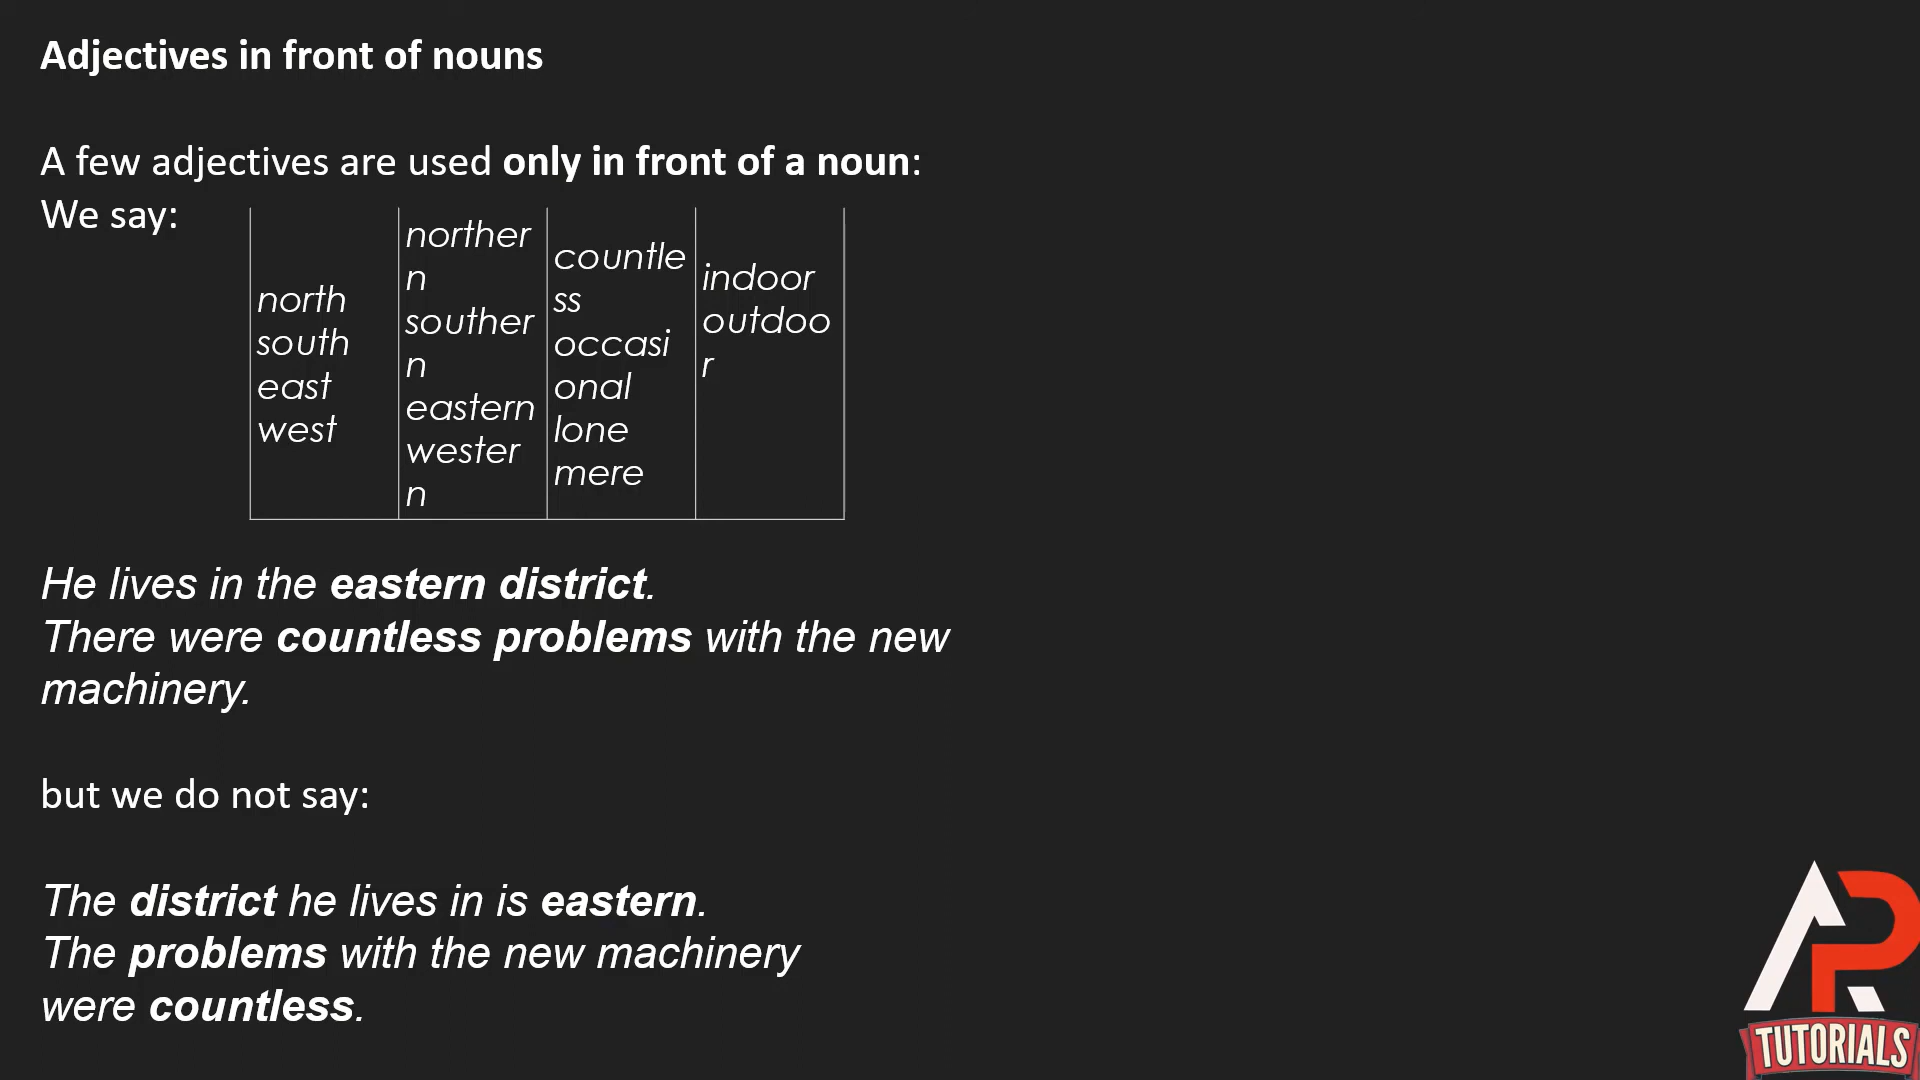 Adjectives in front of nouns
A few adjectives are used only in front of a noun:
We say:
north
south
east
west
norther
n
souther
n
eastern
wester
n
countle
ss
occasi
onal
lone
mere
indoor
outdoo
r
He lives in the eastern district.
There were countless problems with the new
machinery.
but we do not say:
The district he lives in is eastern.
The problems with the new machinery
were countless.
AP
TUTORIALS